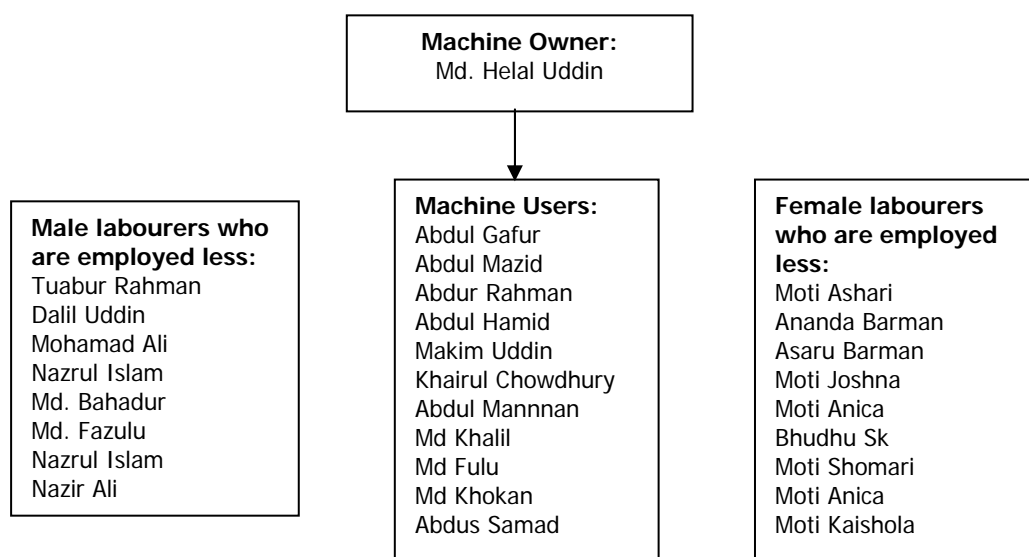 Machine Owner:
Md. Helal Uddin
Male labourers who
are employed less:
Tuabur Rahman
Dalil Uddin
Mohamad Ali
Nazrul Islam
Md. Bahadur
Md. Fazulu
Nazrul Islam
Nazir Ali
Machine Users:
Abdul Gafur
Abdul Mazid
Abdur Rahman
Abdul Hamid
Makim Uddin
Khairul Chowdhury
Abdul Mannnan
Md Khalil
Md Fulu
Md Khokan
Abdus Samad
Female labourers
who are employed
less:
Moti Ashari
Ananda Barman
Asaru Barman
Moti Joshna
Moti Anica
Bhudhu Sk
Moti Shomari
Moti Anica
Moti Kaishola